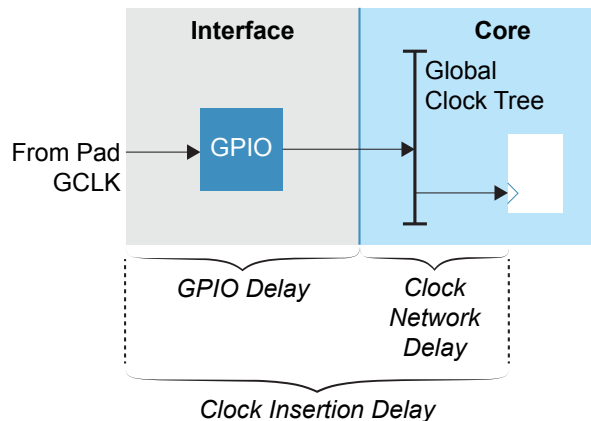 Interface
Core
Global
Clock Tree
GPIO
From Pad
GCLK
GPIO Delay
Clock
Network
Delay
Clock Insertion Delay